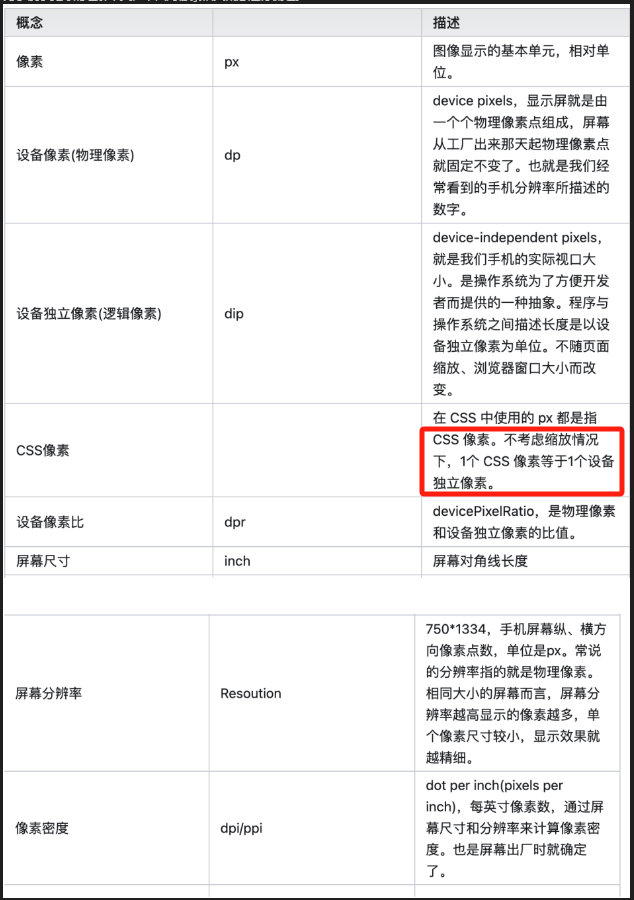 概念
描述
像素
px
图像显示的基本单元，相对单
位。
设备像素(物理像素)
dp
device pixels，显示屏就是由
一个个物理像素点组成，屏幕
从工厂出来那天起物理像素点
就固定不变了。也就是我们经
常看到的手机分辨率所描述的
数字。
设备独立像素(逻辑像素)
dip
device-independent pixels，
就是我们手机的实际视口大
小。是操作系统为了方便开发
者而提供的一种抽象。程序与
操作系统之间描述长度是以设
备独立像素为单位。不随页面
缩放、浏览器窗口大小而改
变。
CSS像素
在 CSS 中使用的 px 都是指
CSS 像素。不考虑缩放情况
下，1个 CSS 像素等于1个设备
独立像素。
设备像素比
dpr
devicePixelRatio，是物理像素
和设备独立像素的比值。
屏幕尺寸
inch
屏幕对角线长度
屏幕分辨率
Resoution
750*1334，手机屏幕纵、横方
向像素点数，单位是px。常说
的分辨率指的就是物理像素。
相同大小的屏幕而言，屏幕分
辨率越高显示的像素越多，单
个像素尺寸较小，显示效果就
越精细。
像素密度
dpi/ppi
dot per inch(pixels per
inch)，每英寸像素数，通过屏
幕尺寸和分辨率来计算像素密
度。也是屏幕出厂时就确定
了。